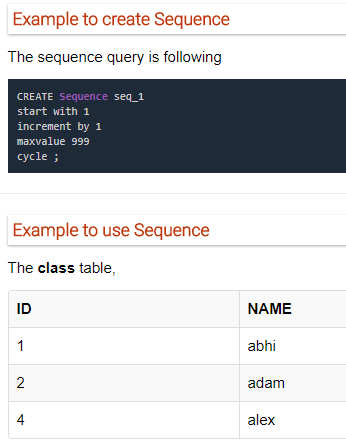 Example to create Sequence
The sequence query is following
CREATE Sequence seq_1
start with 1
increment by 1
maxvalue 999
cycle ;
Example to use Sequence
The class table,
ID NAME
1 abhi
2 adam
4 alex